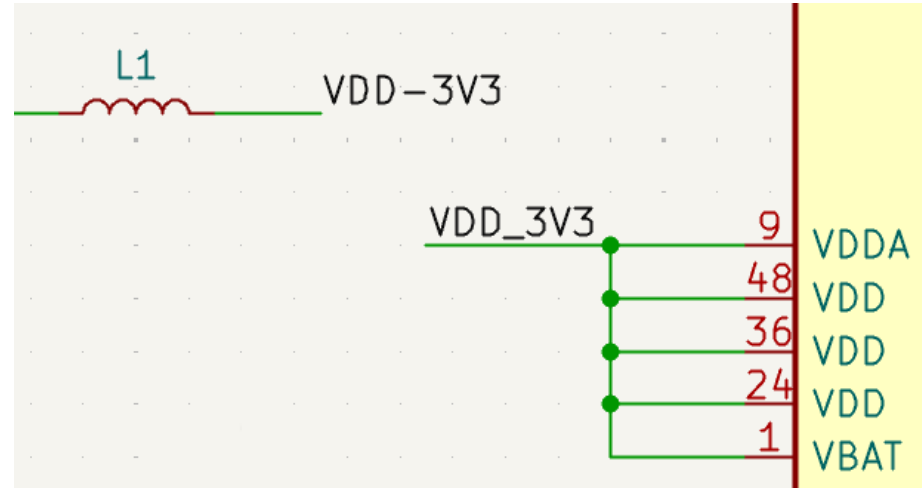 L1
VDD-3V3
VDD_3V3
9 VDDA
48 VDD
36 VDD
24 VDD
1 VBAT